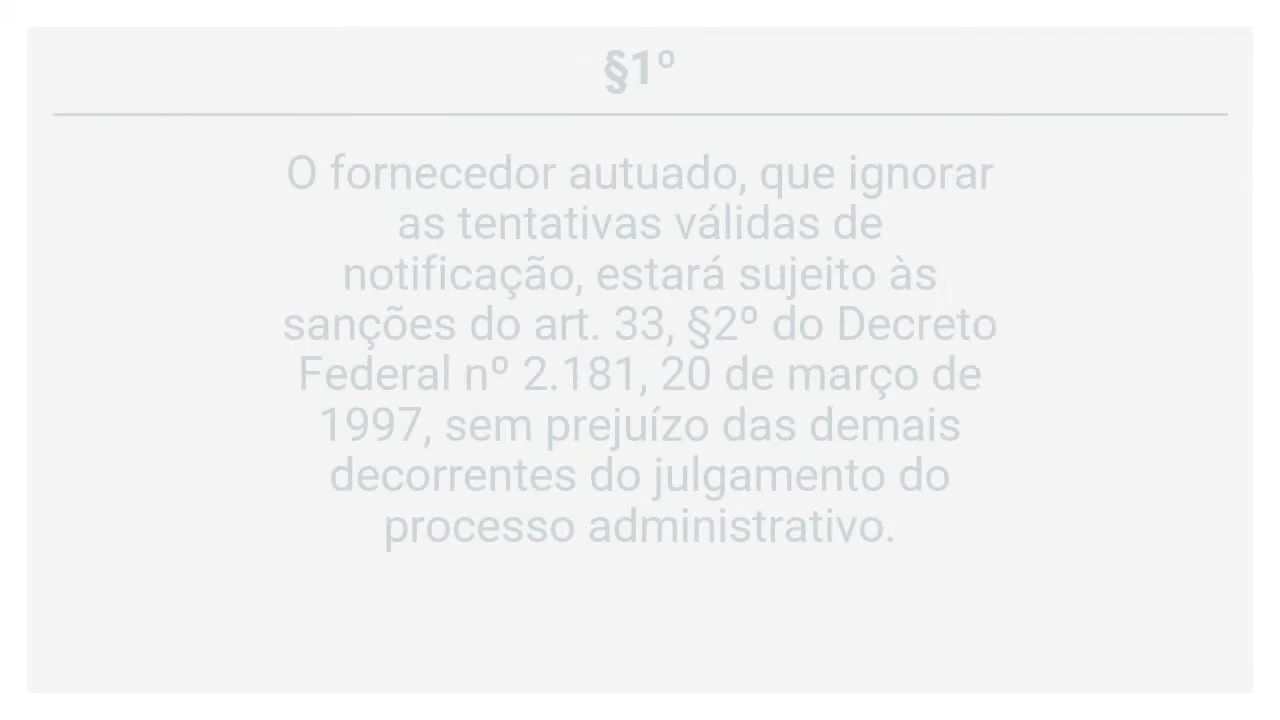 §1º
O fornecedor autuado, que ignorar
as tentativas válidas de
notificação, estará sujeito às
sanções do art. 33, §2º do Decreto
Federal nº 2.181, 20 de março de
1997, sem prejuízo das demais
decorrentes do julgamento do
processo administrativo.